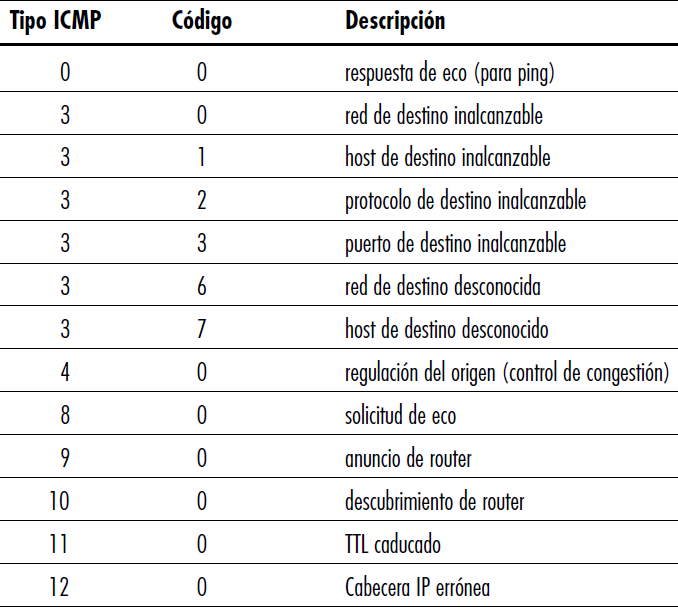 Tipo ICMP Código Descripción
0 0 respuesta de eco (para ping)
3 0 red de destino inalcanzable
3 1 host de destino inalcanzable
3 2 protocolo de destino inalcanzable
3 3 puerto de destino inalcanzable
3 6 red de destino desconocida
3 7 host de destino desconocido
4 0 regulación del origen (control de congestión)
8 0 solicitud de eco
9 0 anuncio de router
10 0 descubrimiento de router
11 0 TTL caducado
12 0 Cabecera IP errónea